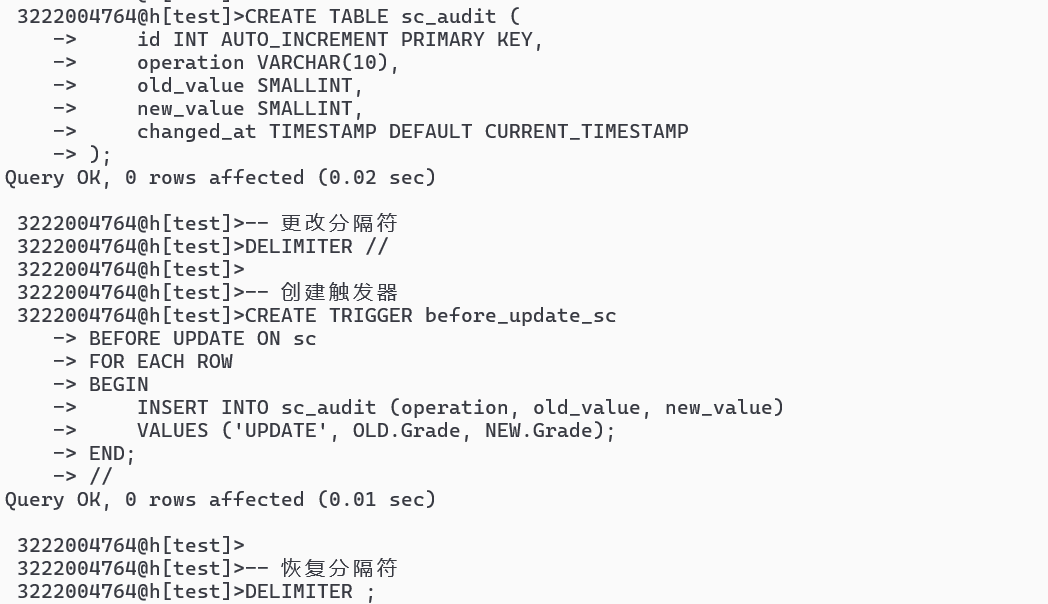 3222004764@h[test]>CREATE TABLE sc_audit (
    ->     id INT AUTO_INCREMENT PRIMARY KEY,
    ->     operation VARCHAR(10),
    ->     old_value SMALLINT,
    ->     new_value SMALLINT,
    ->     changed_at TIMESTAMP DEFAULT CURRENT_TIMESTAMP
    -> );
Query OK, 0 rows affected (0.02 sec)

 3222004764@h[test]>-- 更改分隔符
 3222004764@h[test]>DELIMITER //
 3222004764@h[test]>
 3222004764@h[test]>-- 创建触发器
 3222004764@h[test]>CREATE TRIGGER before_update_sc
    -> BEFORE UPDATE ON sc
    -> FOR EACH ROW
    -> BEGIN
    ->     INSERT INTO sc_audit (operation, old_value, new_value)
    ->     VALUES ('UPDATE', OLD.Grade, NEW.Grade);
    -> END;
    -> //
Query OK, 0 rows affected (0.01 sec)

 3222004764@h[test]>
 3222004764@h[test]>-- 恢复分隔符
 3222004764@h[test]>DELIMITER ;